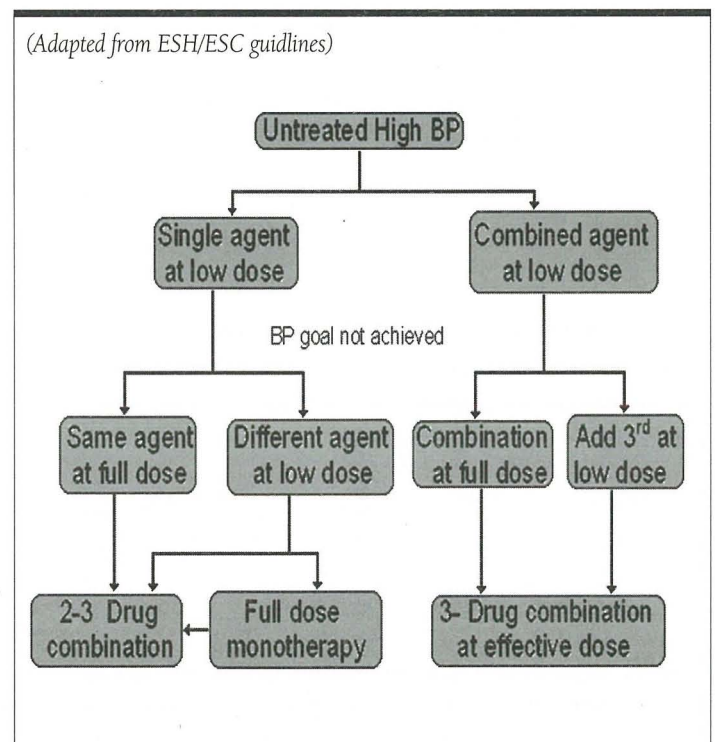 (Adapted from ESH/ESC guidlines)
Untreated High BP
Single agent
at low dose
Combined agent
at low dose
BP goal not achieved
Same agent
at full dose
Different agent
at low dose
Combination
at full dose
Add 3rd at
low dose
2-3 Drug
combination
Full dose
monotherapy
3- Drug combination
at effective dose